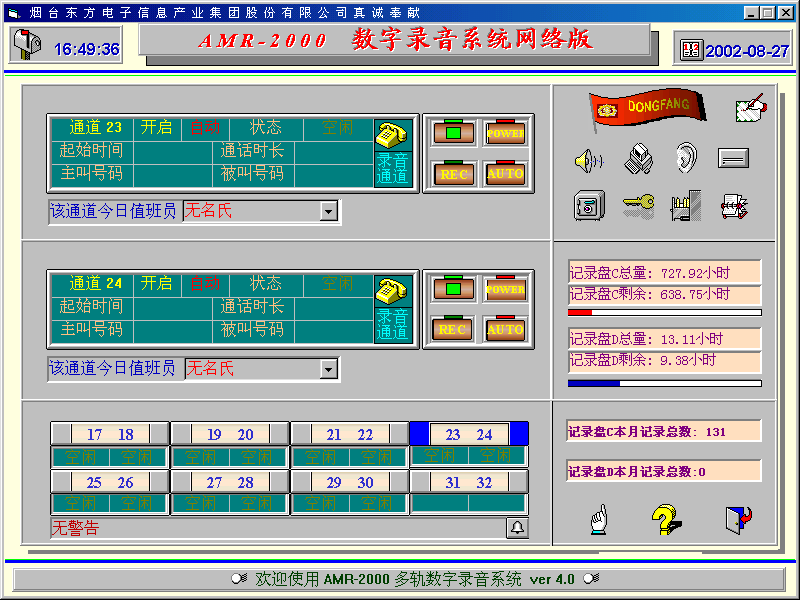 烟台东方电子信息产业集团股份有限公司真诚奉献
16:49:36
AMR-2000 数字录音系统网络版
2002-08-27
通道 23 开启 自动 状态 空闲
起始时间 通话时长
主叫号码 被叫号码
录音
通道
POWER
REC AUTO
该通道今日值班员 无名氏
通道 24 开启 自动 状态 空闲
起始时间 通话时长
主叫号码 被叫号码
录音
通道
POWER
REC AUTO
该通道今日值班员 无名氏
17 18 19 20 21 22 23 24
空闲 空闲 空闲 空闲 空闲 空闲 空闲 空闲
25 26 27 28 29 30 31 32
空闲 空闲 空闲 空闲 空闲 空闲
无警告
DONGFANG
记录盘C总量: 727.92小时
记录盘C剩余: 638.75小时
记录盘D总量: 13.11小时
记录盘D剩余: 9.38小时
记录盘C本月记录总数: 131
记录盘D本月记录总数:0
欢迎使用 AMR-2000 多轨数字录音系统 ver 4.0